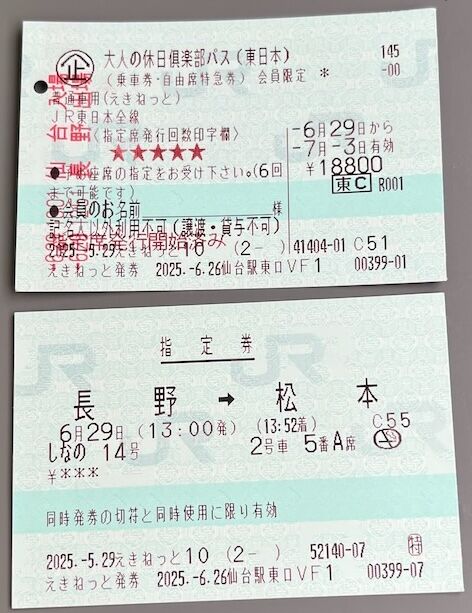 大人の休日倶楽部パス(東日本) 145
(乗車券・自由席特急券) 会員限定 * -00
普通車用(えきねっと)
JR東日本全線
〈指定席発行回数印字欄〉 -6月29日から
★★★★★ -7月-3日有効
座席の指定をお受け下さい。(6回 ¥18800
まで可能です) 東C R001
●会員のお名前 様
記名人以外利用不可(譲渡・貸与不可)
指定席発行開始済み
2025.-5.29えきねっと10 (2- ) 41404-01 C51
えきねっと発券 2025.-6.26仙台駅東口VF1 00399-01
指定券
長野 → 松本
C55
6月29日 (13:00発) (13:52着)
しなの 14号 2号車 5番A席
¥***
同時発券の切符と同時使用に限り有効
2025.-5.29えきねっと10 (2- ) 52140-07 特
えきねっと発券 2025.-6.26仙台駅東口VF1 00399-07